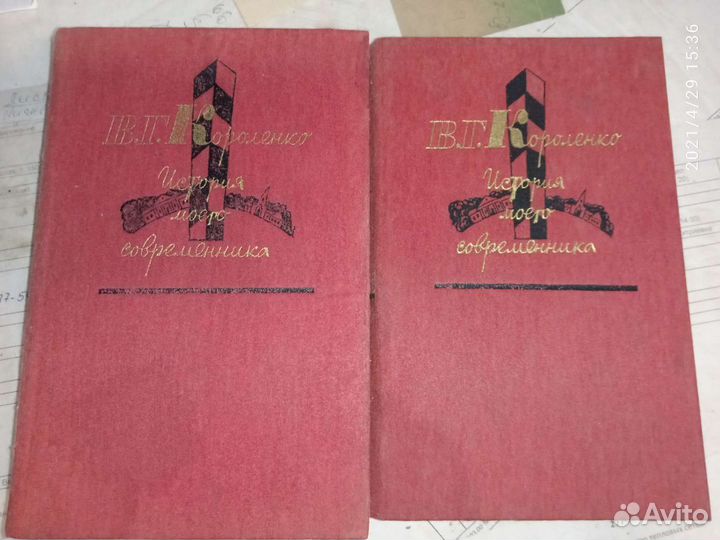 В.Г. Короленко
История
моего
современника
В.Г. Короленко
История
моего
современника
2021/4/29 15:36
Avito